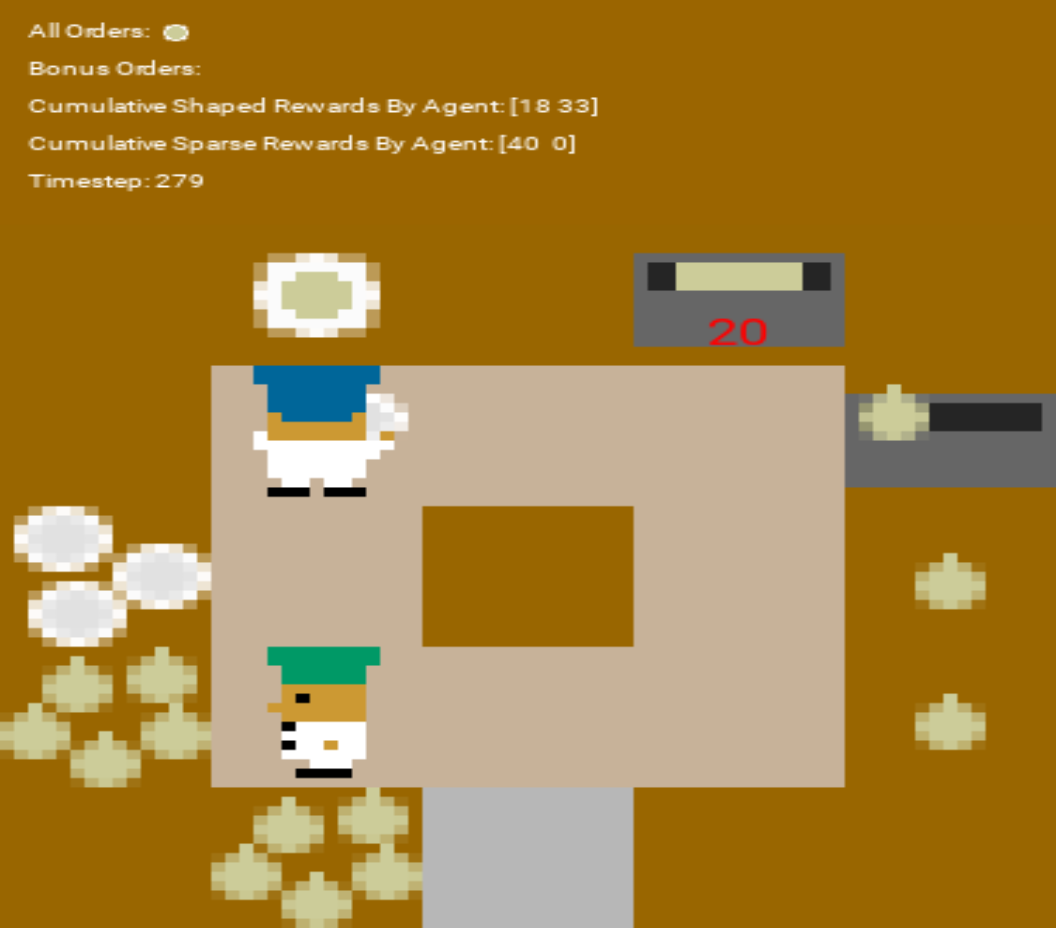 All Orders:
Bonus Orders:
Cumulative Shaped Rewards By Agent: [18 33]
Cumulative Sparse Rewards By Agent: [40  0]
Timestep: 279
20